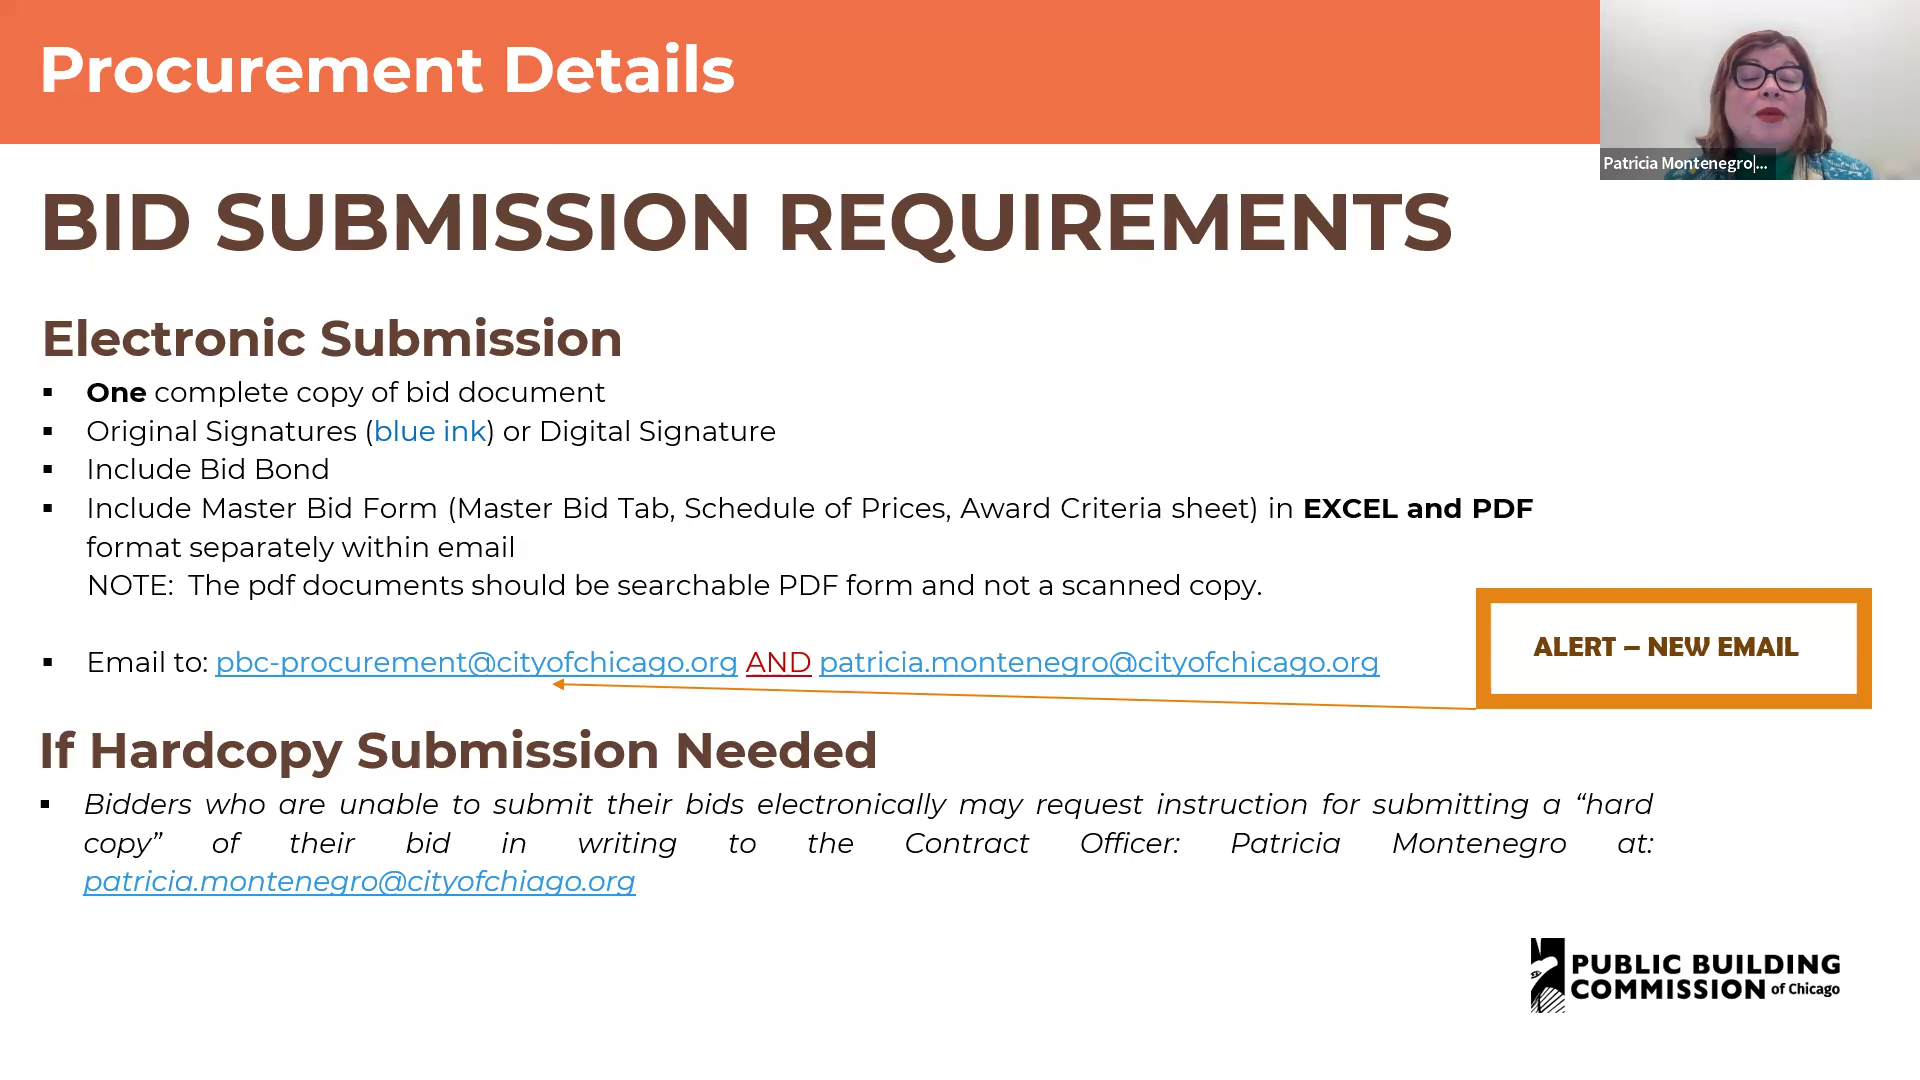 Procurement Details
Patricia Montenegro|...
BID SUBMISSION REQUIREMENTS
Electronic Submission
▪ One complete copy of bid document
▪ Original Signatures (blue ink) or Digital Signature
▪ Include Bid Bond
▪ Include Master Bid Form (Master Bid Tab, Schedule of Prices, Award Criteria sheet) in EXCEL and PDF
format separately within email
NOTE: The pdf documents should be searchable PDF form and not a scanned copy.
ALERT – NEW EMAIL
▪ Email to: pbc-procurement@cityofchicago.org AND patricia.montenegro@cityofchicago.org
If Hardcopy Submission Needed
▪ Bidders who are unable to submit their bids electronically may request instruction for submitting a “hard
copy” of their bid in writing to the Contract Officer: Patricia Montenegro at:
patricia.montenegro@cityofchiago.org
PUBLIC BUILDING
COMMISSION of Chicago